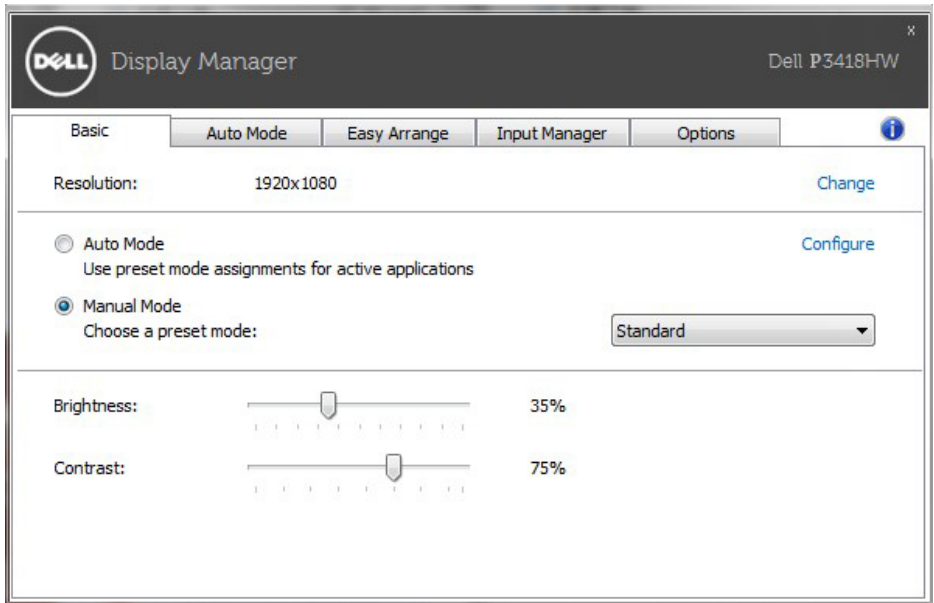 x
DELL Display Manager Dell P3418HW
Basic Auto Mode Easy Arrange Input Manager Options i
Resolution: 1920x1080 Change
Auto Mode Configure
Use preset mode assignments for active applications
Manual Mode
Choose a preset mode: Standard
Brightness: 35%
Contrast: 75%